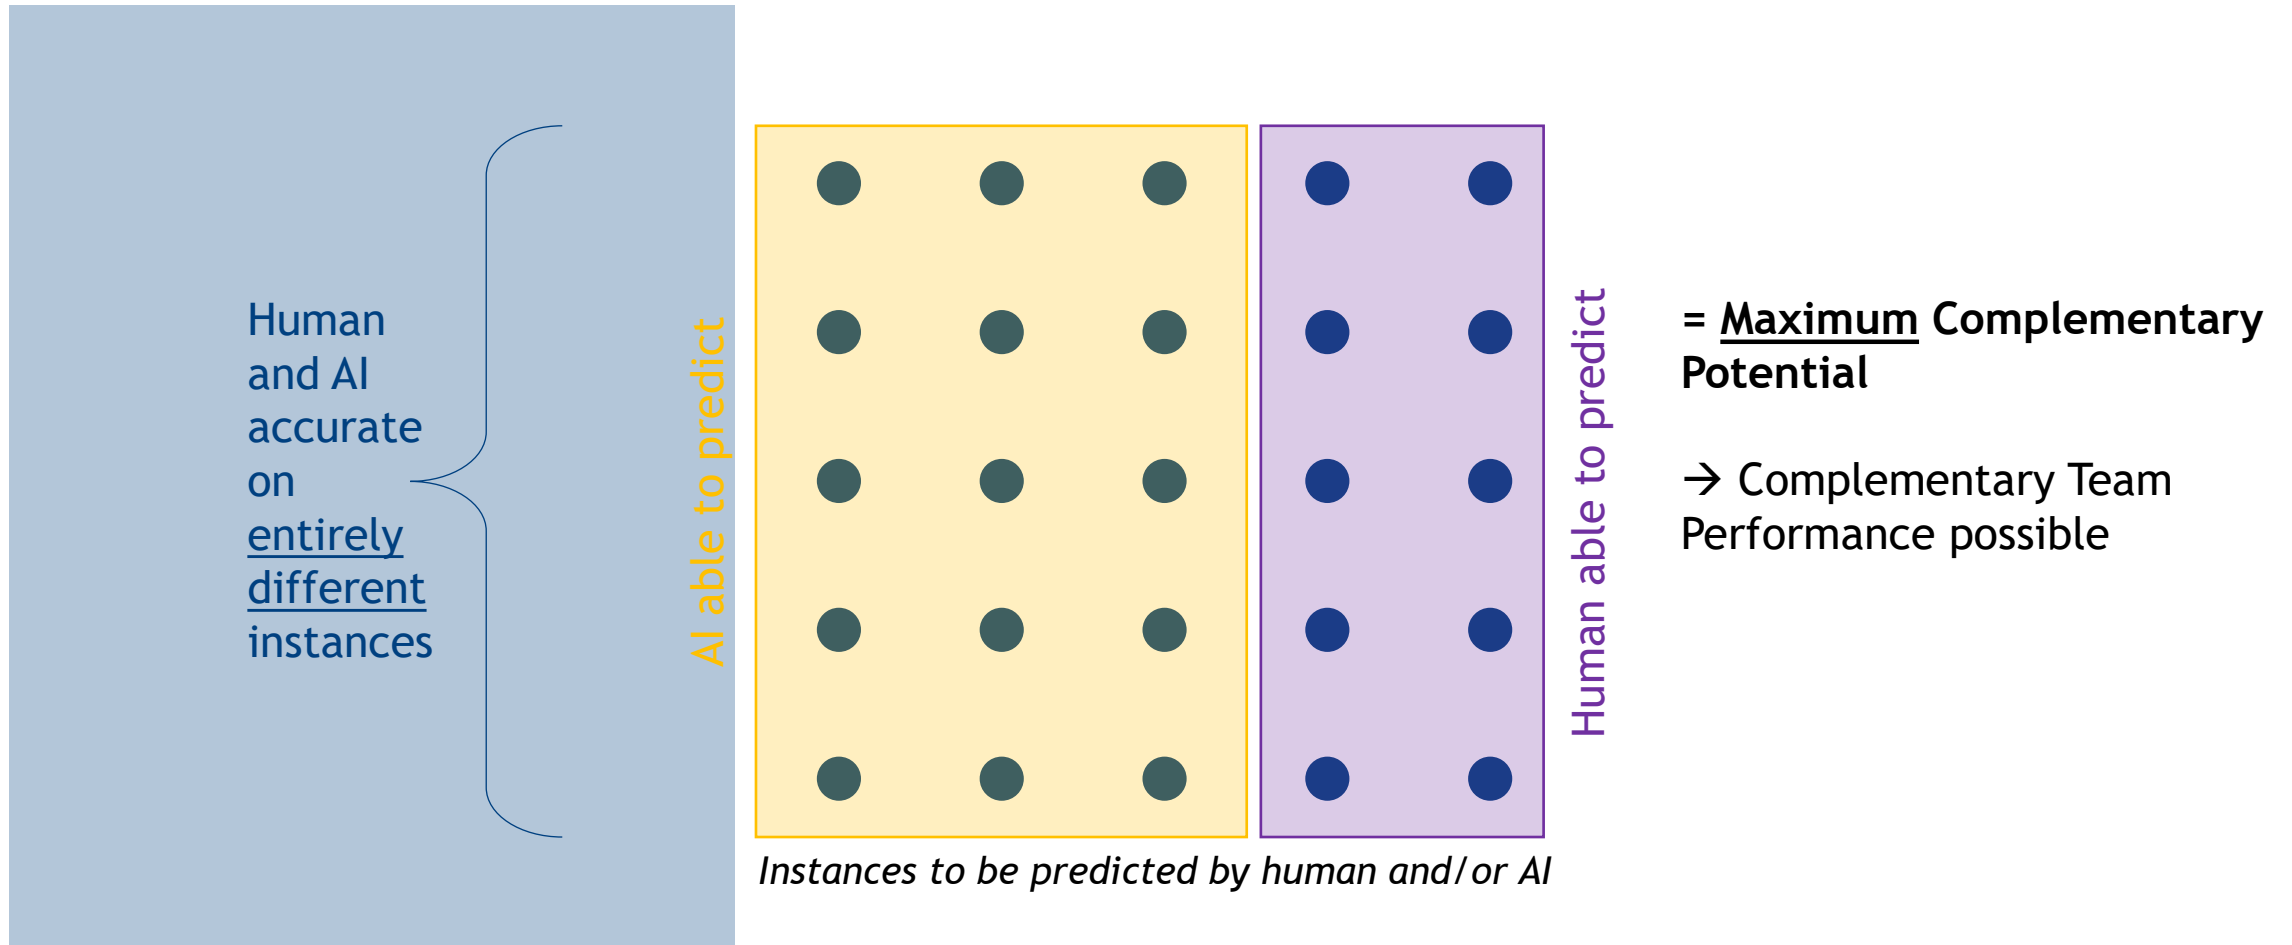 Human
and AI
accurate
on
entirely
different
instances
AI able to predict
Human able to predict
= Maximum Complementary
Potential
→ Complementary Team
Performance possible
Instances to be predicted by human and/or AI